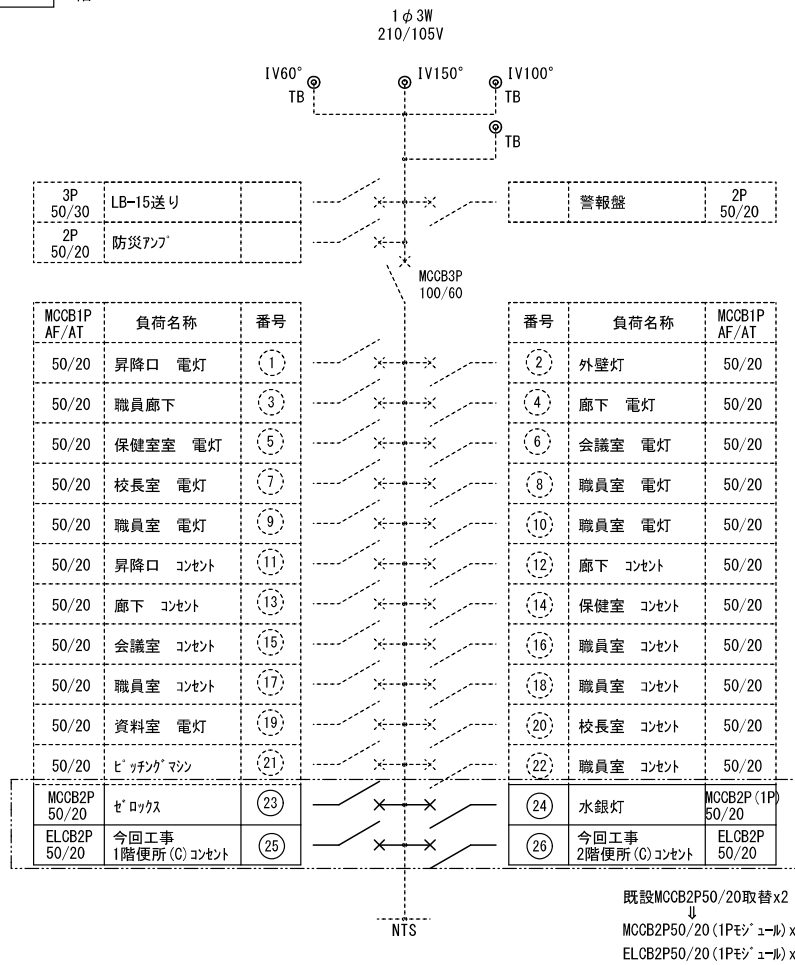 1φ3W
210/105V
IV60°
TB
IV150°
IV100°
TB
TB
3P 50/30 LB-15送り
警報盤 2P 50/20
2P 50/20 防災アンプ
MCCB3P
100/60
MCCB1P AF/AT 負荷名称 番号
番号 負荷名称 MCCB1P AF/AT
50/20 昇降口 電灯 1
2 外壁灯 50/20
50/20 職員廊下 3
4 廊下 電灯 50/20
50/20 保健室室 電灯 5
6 会議室 電灯 50/20
50/20 校長室 電灯 7
8 職員室 電灯 50/20
50/20 職員室 電灯 9
10 職員室 電灯 50/20
50/20 昇降口 コンセント 11
12 廊下 コンセント 50/20
50/20 廊下 コンセント 13
14 保健室 コンセント 50/20
50/20 会議室 コンセント 15
16 職員室 コンセント 50/20
50/20 職員室 コンセント 17
18 職員室 コンセント 50/20
50/20 資料室 電灯 19
20 校長室 コンセント 50/20
50/20 ピッチングマシン 21
22 職員室 コンセント 50/20
MCCB2P 50/20 ゼロックス 23
24 水銀灯 MCCB2P(1P) 50/20
ELCB2P 50/20 今回工事 1階便所(C)コンセント 25
26 今回工事 2階便所(C)コンセント ELCB2P 50/20
NTS
既設MCCB2P50/20取替x2
⇓
MCCB2P50/20(1Pモジュール)x
ELCB2P50/20(1Pモジュール)x